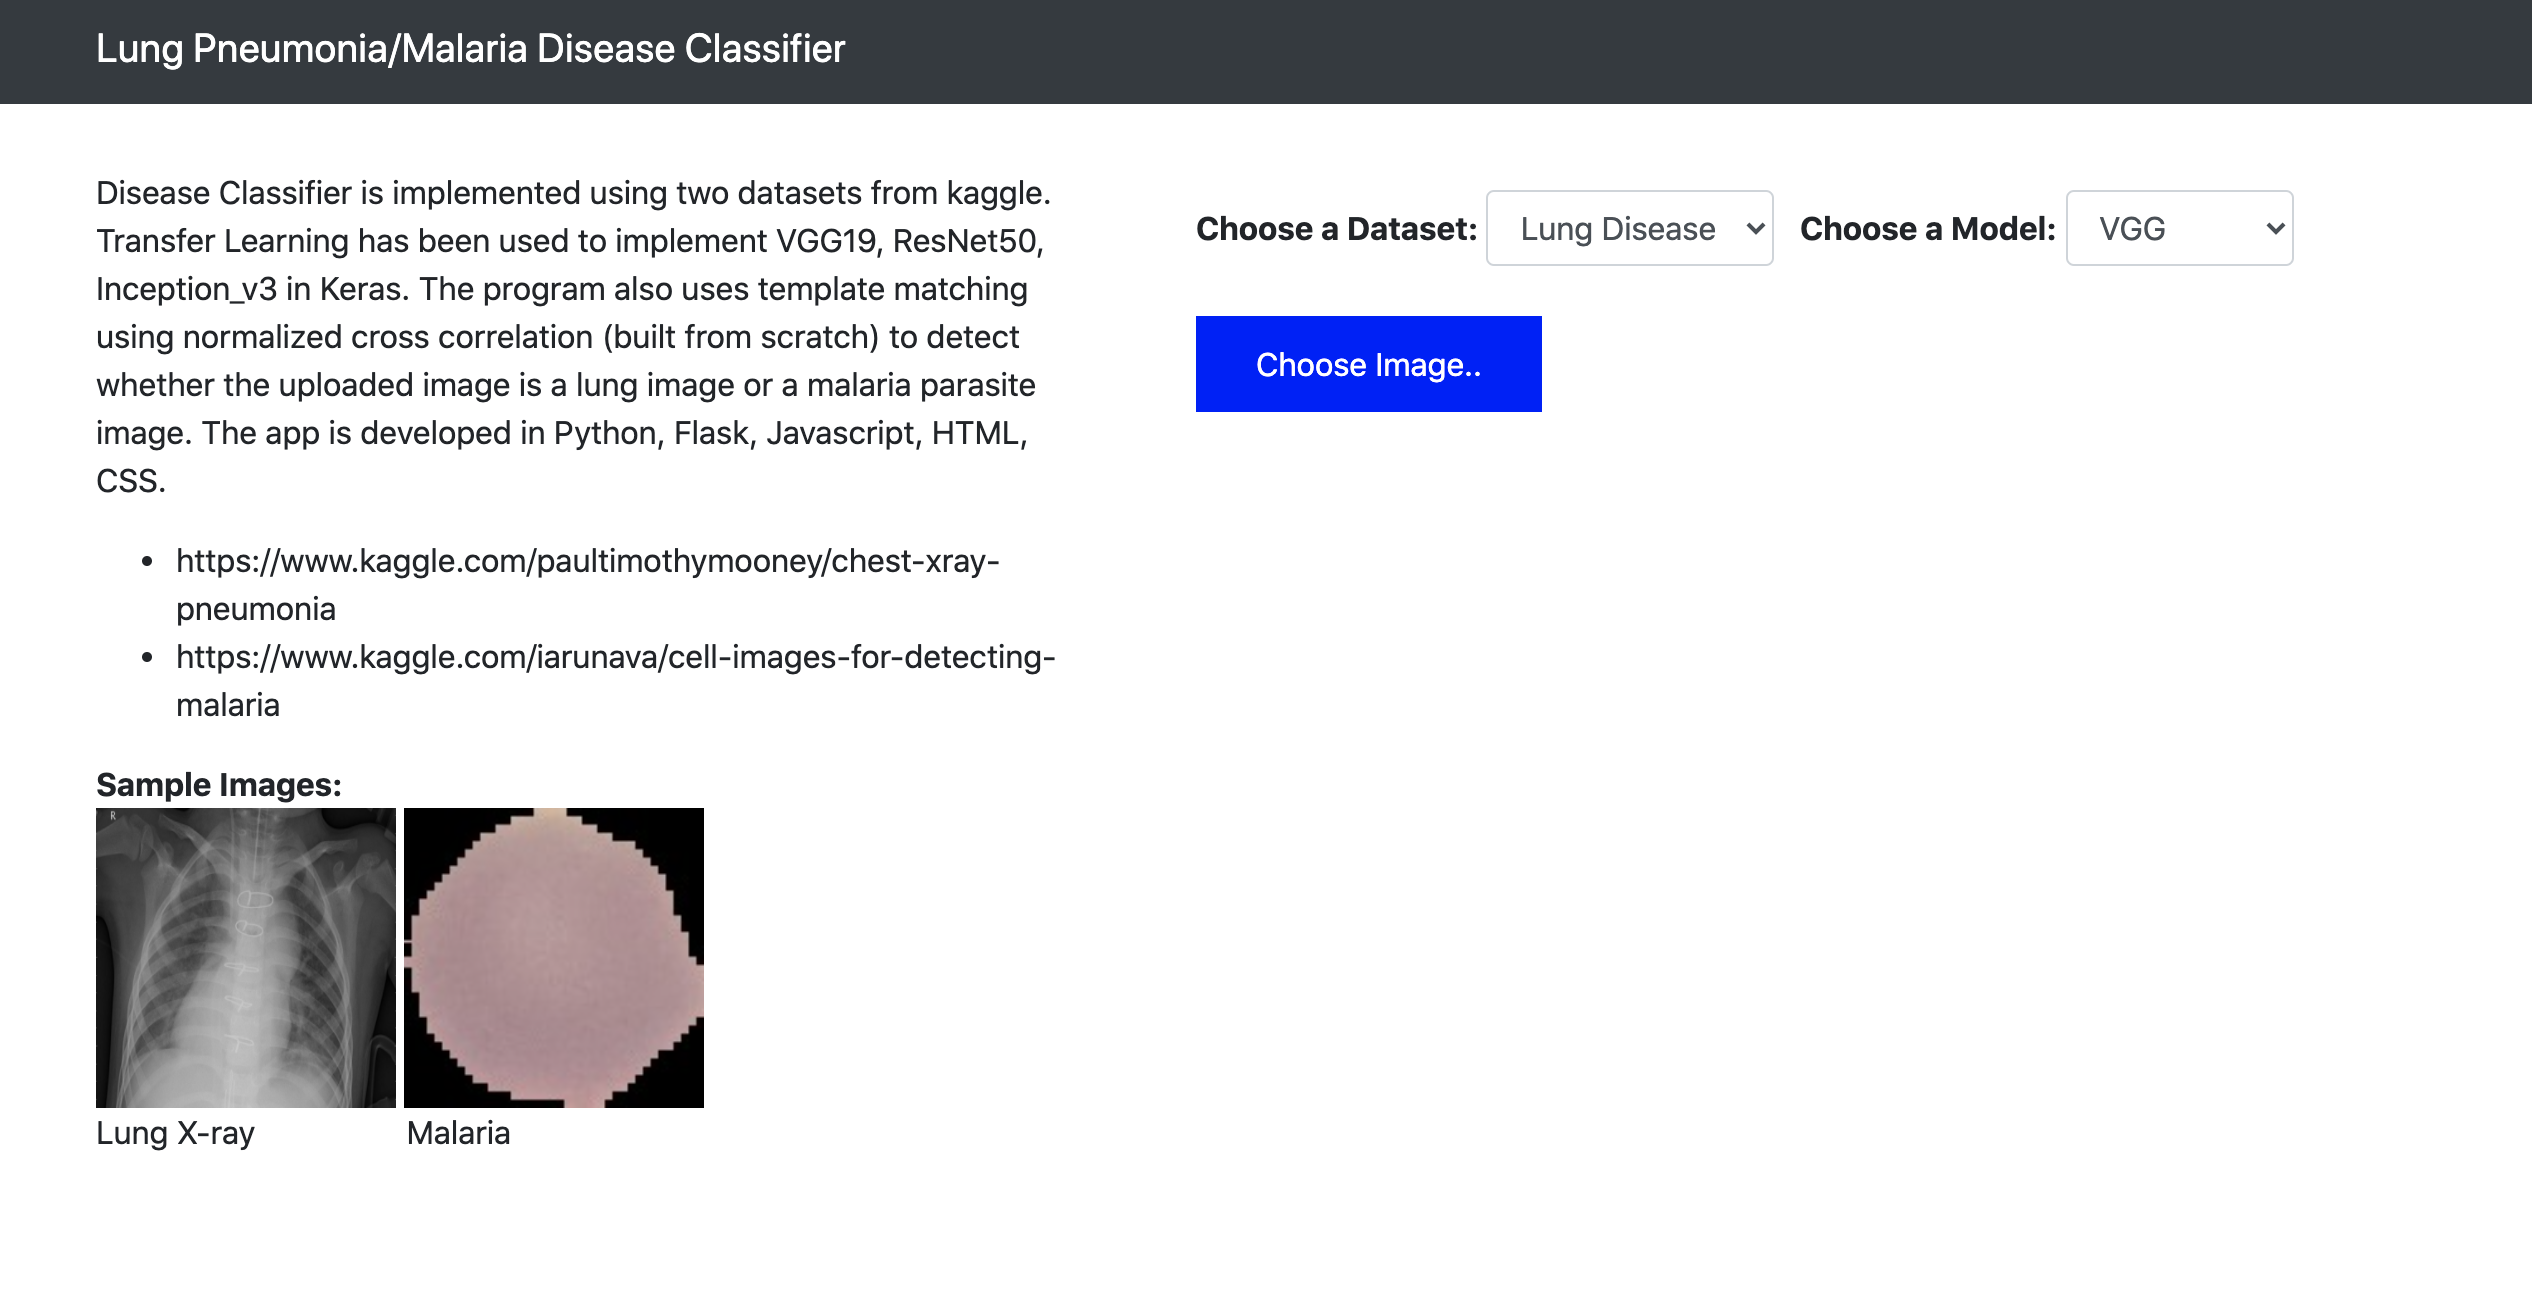 Lung Pneumonia/Malaria Disease Classifier
Disease Classifier is implemented using two datasets from kaggle.
Transfer Learning has been used to implement VGG19, ResNet50,
Inception_v3 in Keras. The program also uses template matching
using normalized cross correlation (built from scratch) to detect
whether the uploaded image is a lung image or a malaria parasite
image. The app is developed in Python, Flask, Javascript, HTML,
CSS.
https://www.kaggle.com/paultimothymooney/chest-xray-
pneumonia
https://www.kaggle.com/iarunava/cell-images-for-detecting-
malaria
Sample Images:
R
Lung X-ray Malaria
Choose a Dataset: Lung Disease Choose a Model: VGG
Choose Image..